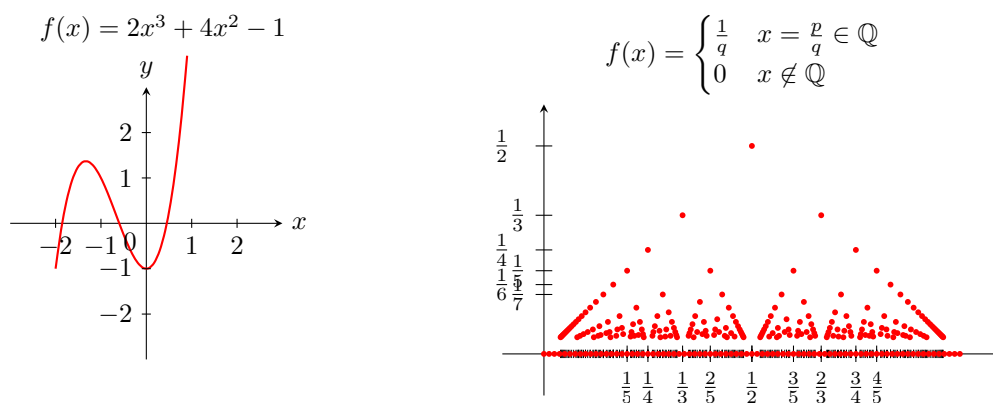 f(x) = 2x³ + 4x² − 1
y
2
1
x
−2 −1 0 1 2
−1
−2
f(x) = { 1/q x = p/q ∈ ℚ
0 x ∉ ℚ
1/2
1/3
1/4
1/5
1/6
1/7
1/5 1/4 1/3 2/5 1/2 3/5 2/3 3/4 4/5